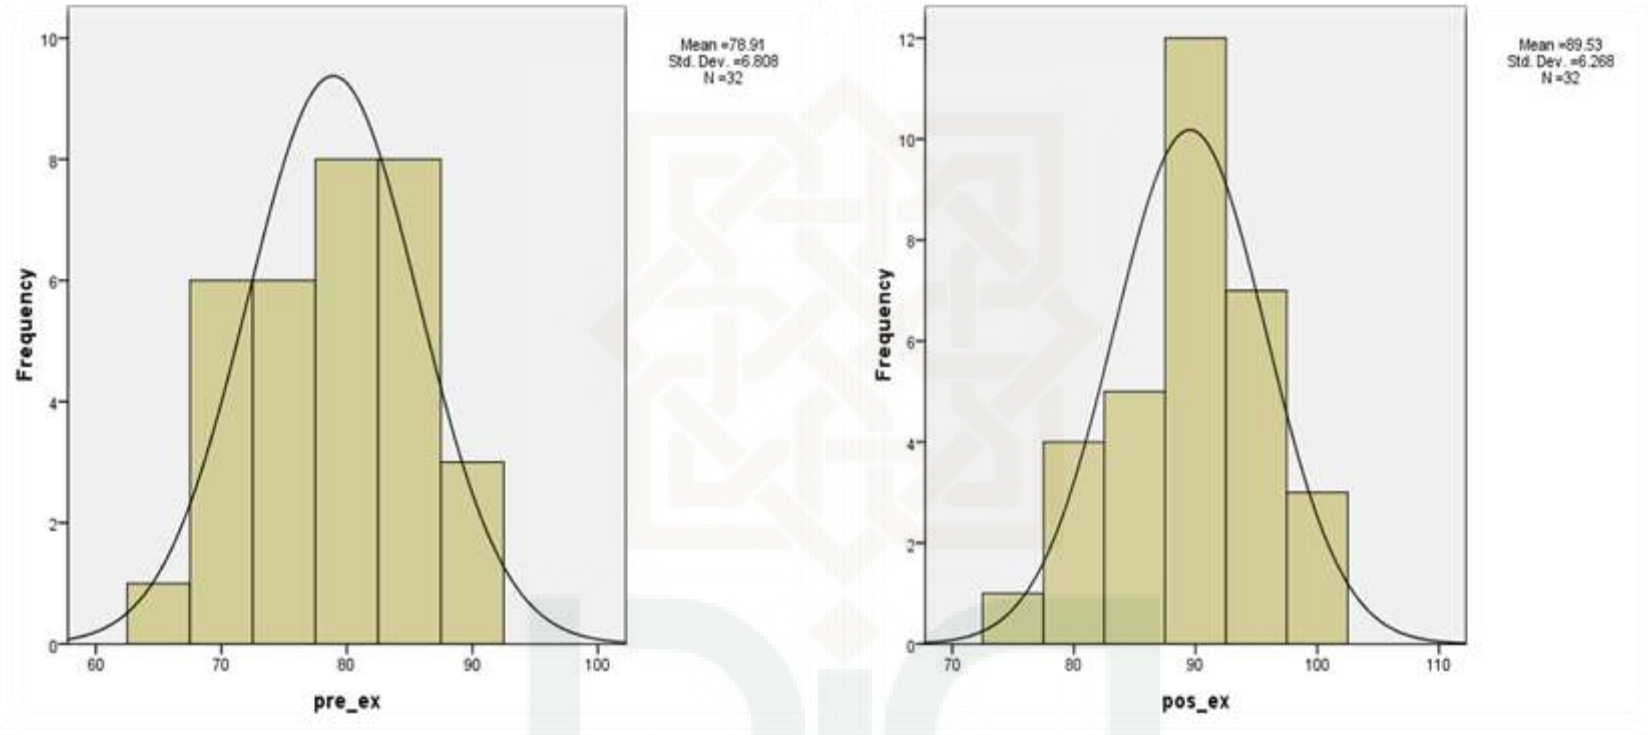 Mean =78.91
Std. Dev. =6.808
N =32
10
8
6
4
2
0
Frequency
60 70 80 90 100
pre_ex
Mean =89.53
Std. Dev. =6.268
N =32
12
10
8
6
4
2
0
Frequency
70 80 90 100 110
pos_ex